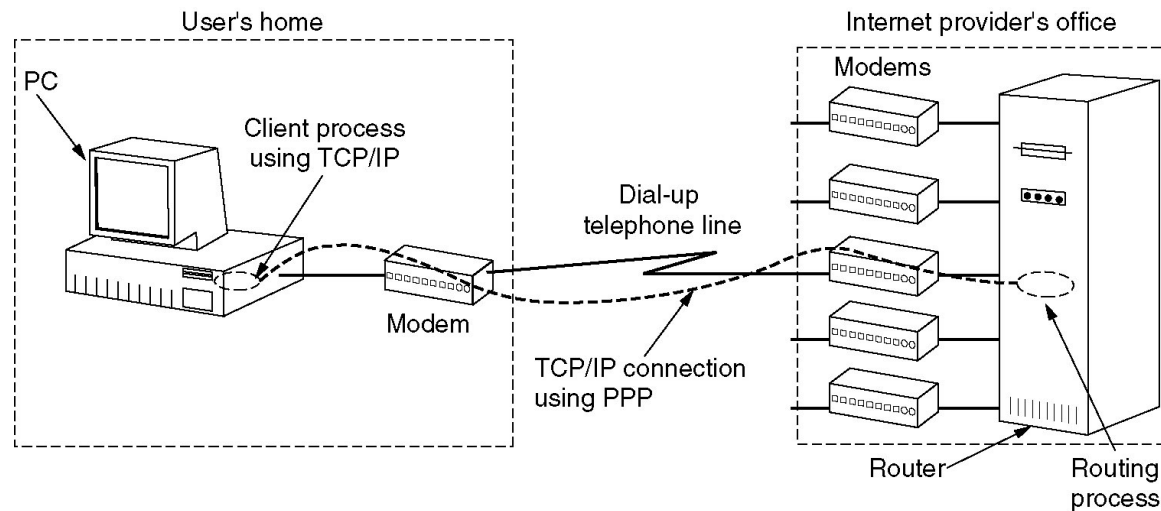 User's home
Internet provider's office
PC
Client process
using TCP/IP
Modems
Dial-up
telephone line
Modem
TCP/IP connection
using PPP
Router
Routing
process